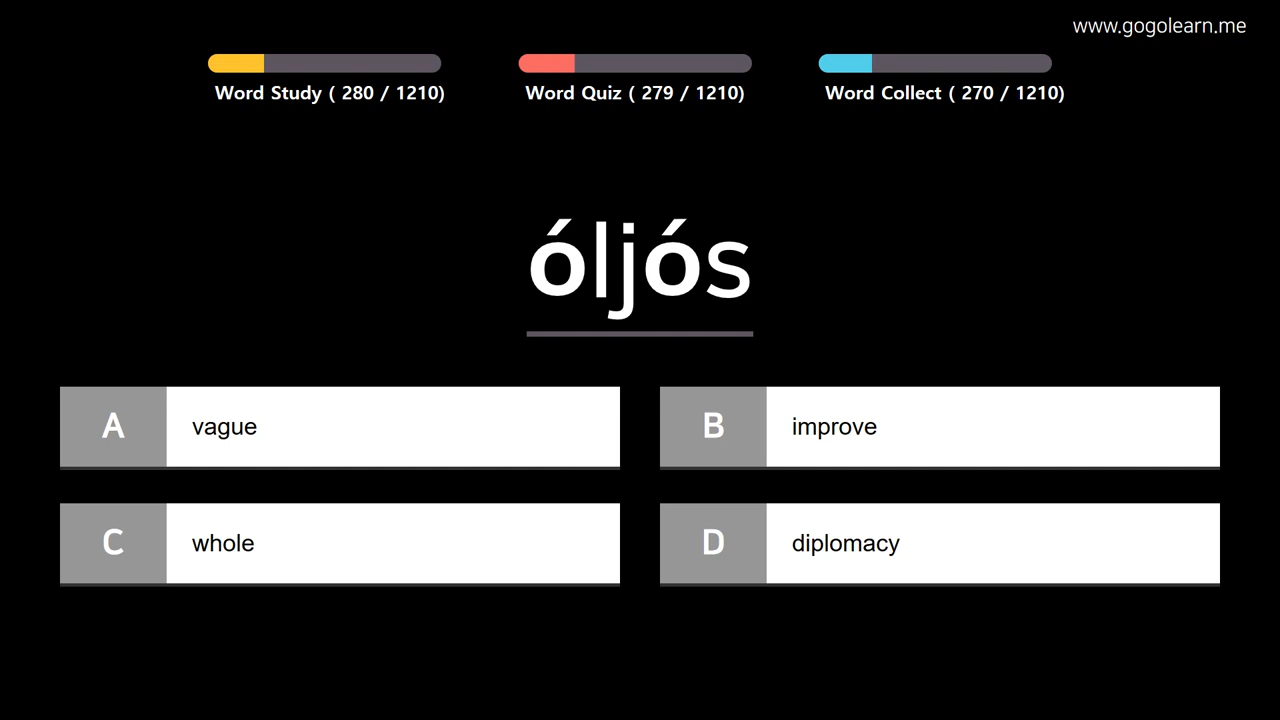 www.gogolearn.me
Word Study ( 280 / 1210)
Word Quiz ( 279 / 1210)
Word Collect ( 270 / 1210)
óljós
A vague
B improve
C whole
D diplomacy